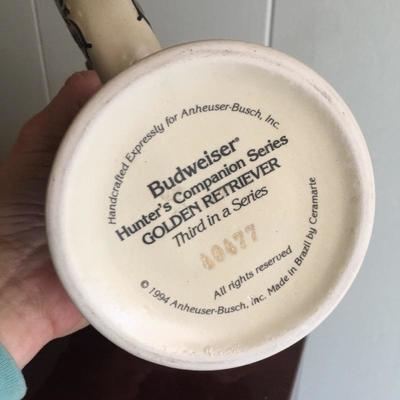 Handcrafted Expressly for Anheuser-Busch, Inc.
Budweiser®
Hunter's Companion Series
GOLDEN RETRIEVER
Third in a Series
49477
All rights reserved
© 1994 Anheuser-Busch, Inc. Made in Brazil by Ceramarte